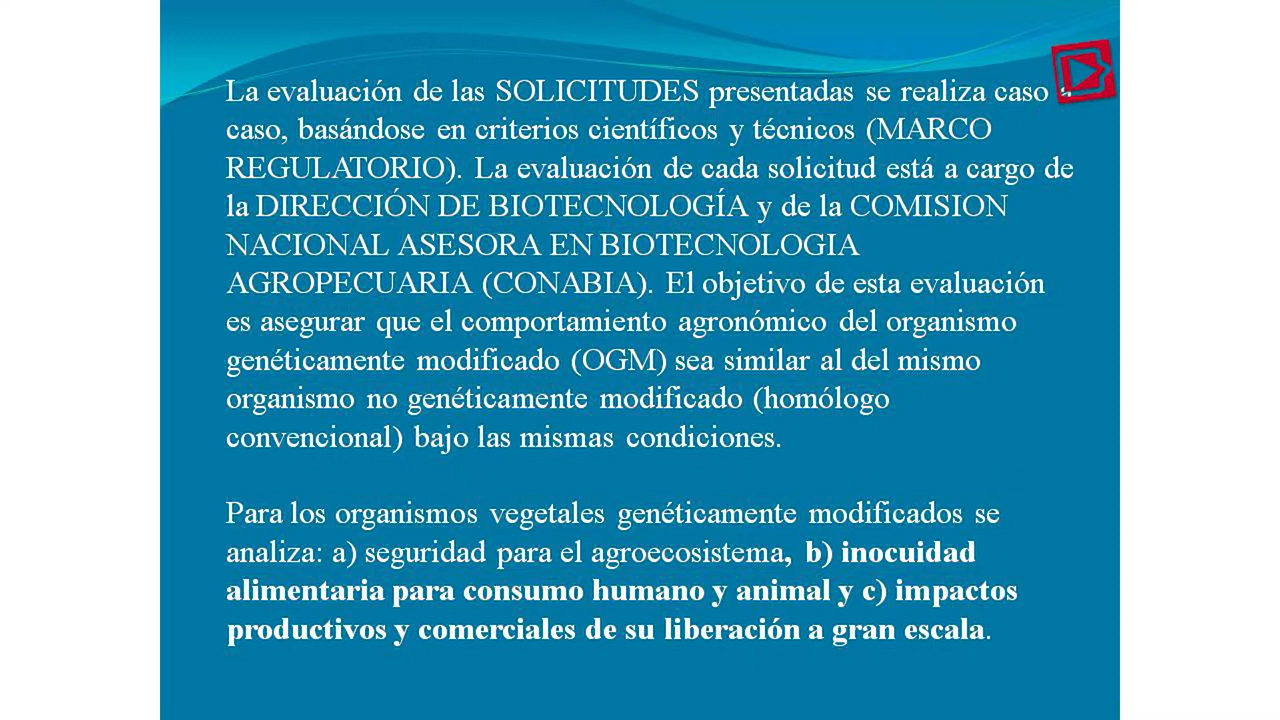 La evaluación de las SOLICITUDES presentadas se realiza caso a
caso, basándose en criterios científicos y técnicos (MARCO
REGULATORIO). La evaluación de cada solicitud está a cargo de
la DIRECCIÓN DE BIOTECNOLOGÍA y de la COMISION
NACIONAL ASESORA EN BIOTECNOLOGIA
AGROPECUARIA (CONABIA). El objetivo de esta evaluación
es asegurar que el comportamiento agronómico del organismo
genéticamente modificado (OGM) sea similar al del mismo
organismo no genéticamente modificado (homólogo
convencional) bajo las mismas condiciones.
Para los organismos vegetales genéticamente modificados se
analiza: a) seguridad para el agroecosistema, b) inocuidad
alimentaria para consumo humano y animal y c) impactos
productivos y comerciales de su liberación a gran escala.